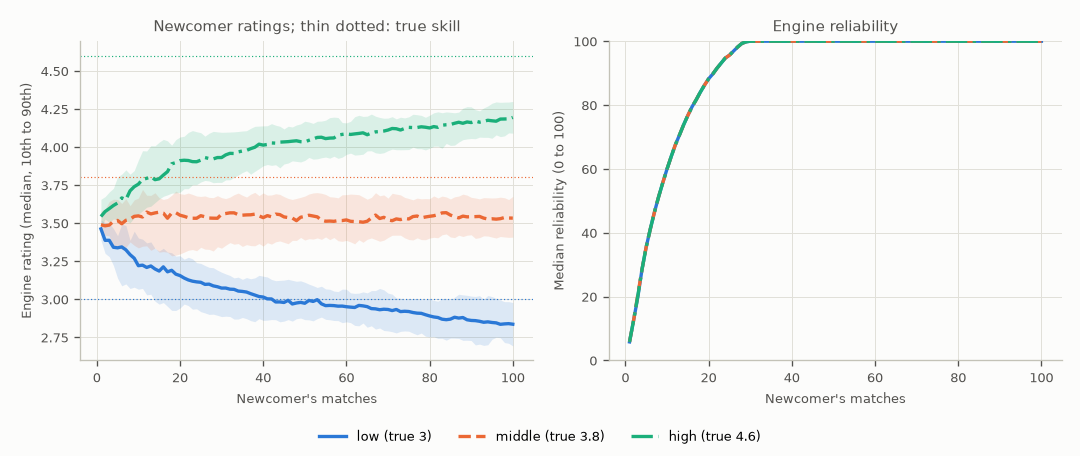 Newcomer ratings; thin dotted: true skill
Engine rating (median, 10th to 90th)
4.50
4.25
4.00
3.75
3.50
3.25
3.00
2.75
0 20 40 60 80 100
Newcomer's matches
Engine reliability
Median reliability (0 to 100)
100
80
60
40
20
0
0 20 40 60 80 100
Newcomer's matches
low (true 3) middle (true 3.8) high (true 4.6)